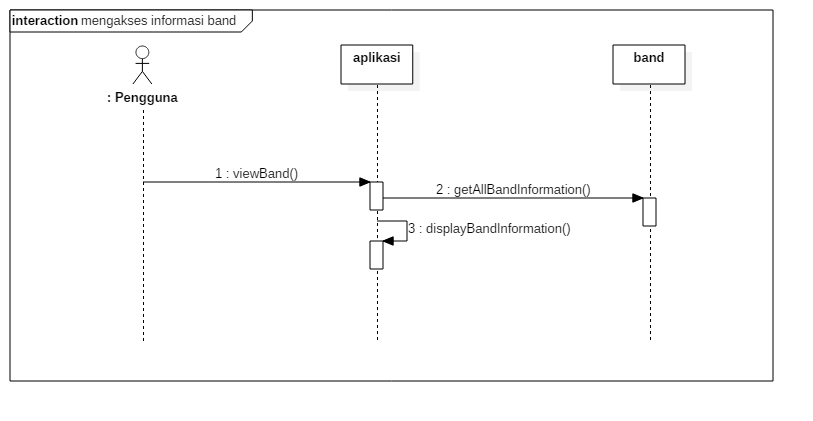 interaction mengakses informasi band
aplikasi
band
: Pengguna
1 : viewBand()
2 : getAllBandInformation()
3 : displayBandInformation()